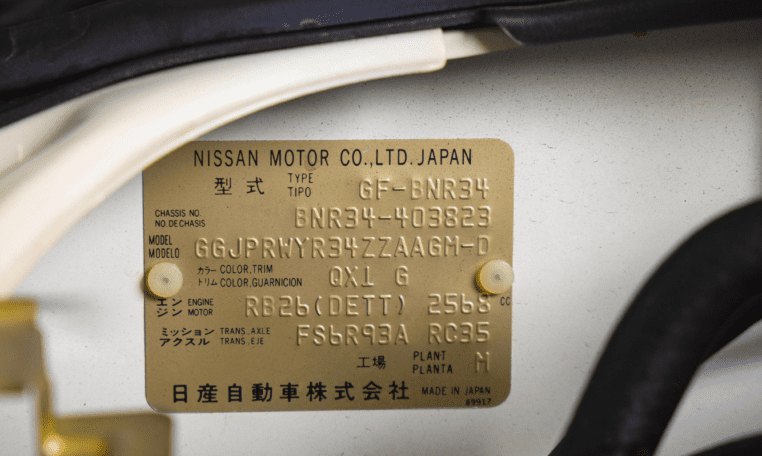 NISSAN MOTOR CO.,LTD.JAPAN
型式 TYPE TIPO GF-BNR34
CHASSIS NO. NO.DE CHASIS BNR34-403823
MODEL MODELO GGJPRWYR34ZZAAGM-D
カラー トリム COLOR,TRIM COLOR,GUARNICION QX1 G
エンジン ENGINE MOTOR RB26(DETT) 2568 CC
ミッション アクスル TRANS.AXLE TRANS.EJE FS6R93A RC35
工場 PLANT PLANTA M
日産自動車株式会社 MADE IN JAPAN
89917